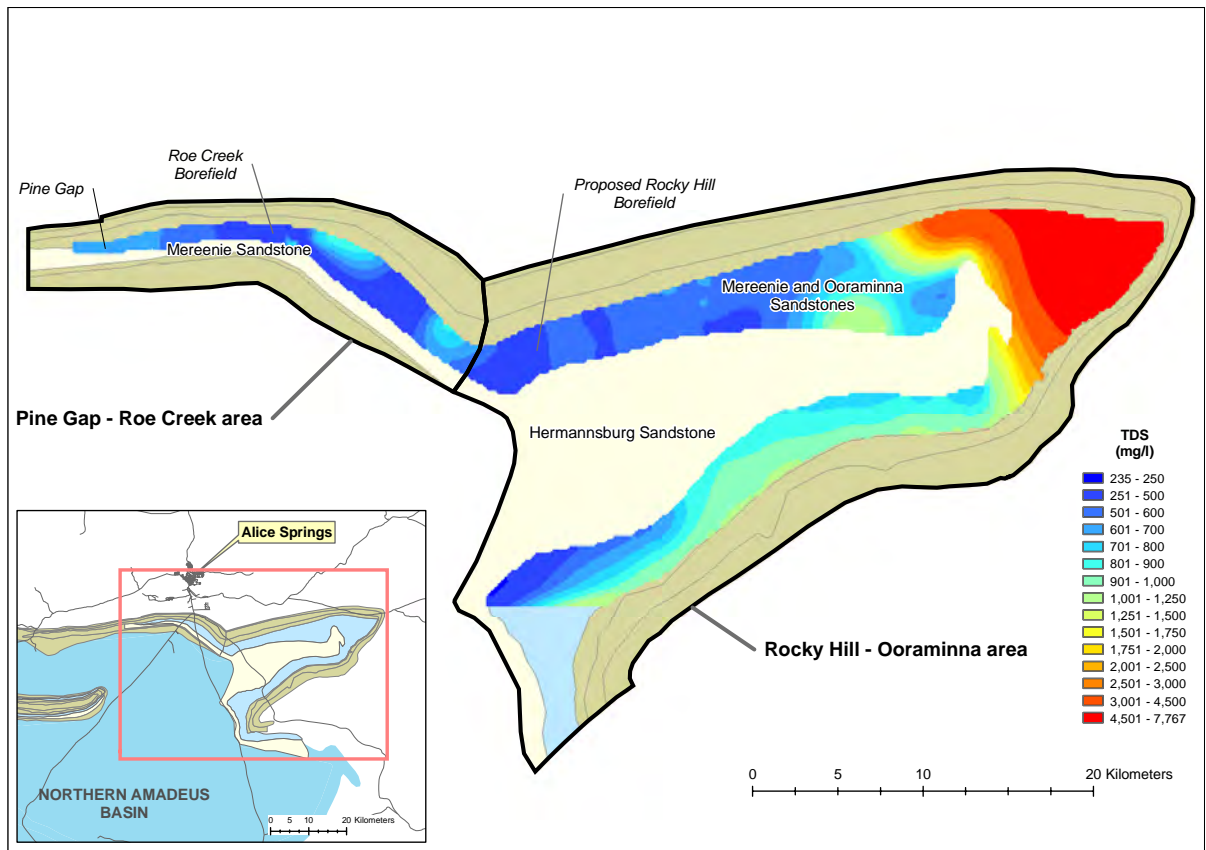 Roe Creek
Borefield
Pine Gap
Proposed Rocky Hill
Borefield
Mereenie Sandstone
Mereenie and Ooraminna
Sandstones
Pine Gap - Roe Creek area
Hermannsburg Sandstone
Rocky Hill - Ooraminna area
TDS
(mg/l)
235 - 250
251 - 500
501 - 600
601 - 700
701 - 800
801 - 900
901 - 1,000
1,001 - 1,250
1,251 - 1,500
1,501 - 1,750
1,751 - 2,000
2,001 - 2,500
2,501 - 3,000
3,001 - 4,500
4,501 - 7,767
0 5 10 20 Kilometers
Alice Springs
NORTHERN AMADEUS
BASIN
0 5 10 20 Kilometers